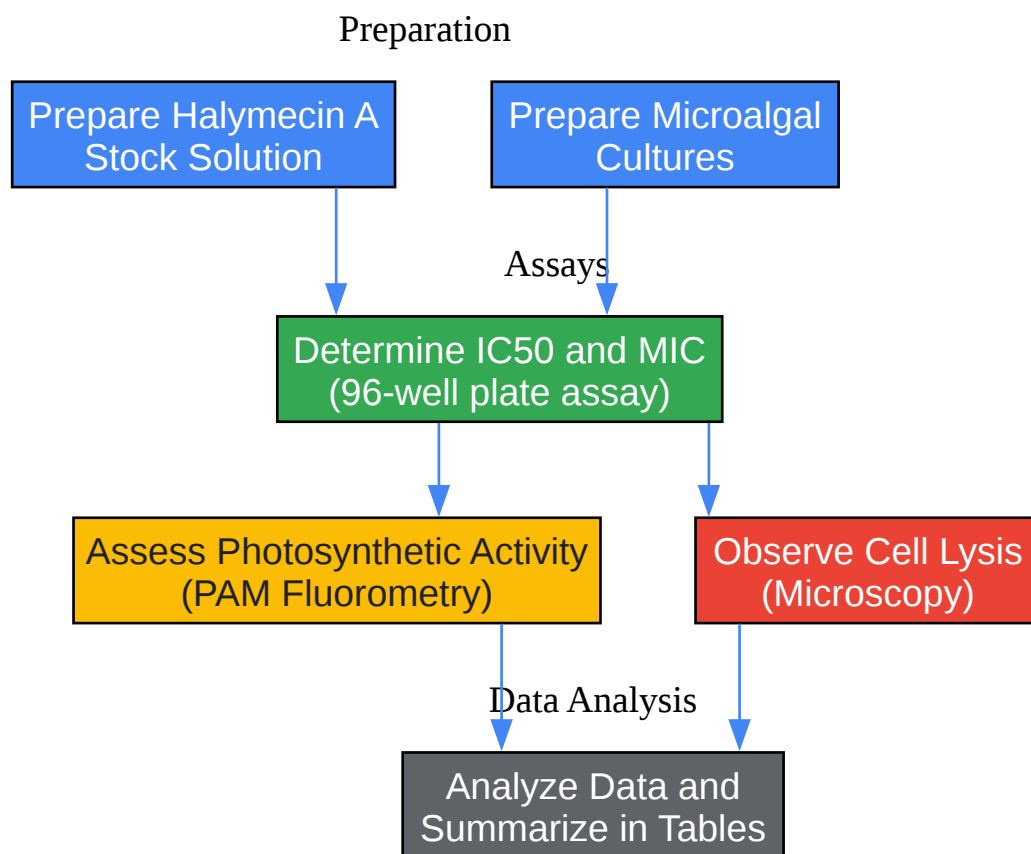 Preparation
Prepare Halymecin A
Stock Solution
Prepare Microalgal
Cultures
Assays
Determine IC50 and MIC
(96-well plate assay)
Assess Photosynthetic Activity
(PAM Fluorometry)
Observe Cell Lysis
(Microscopy)
Data Analysis
Analyze Data and
Summarize in Tables